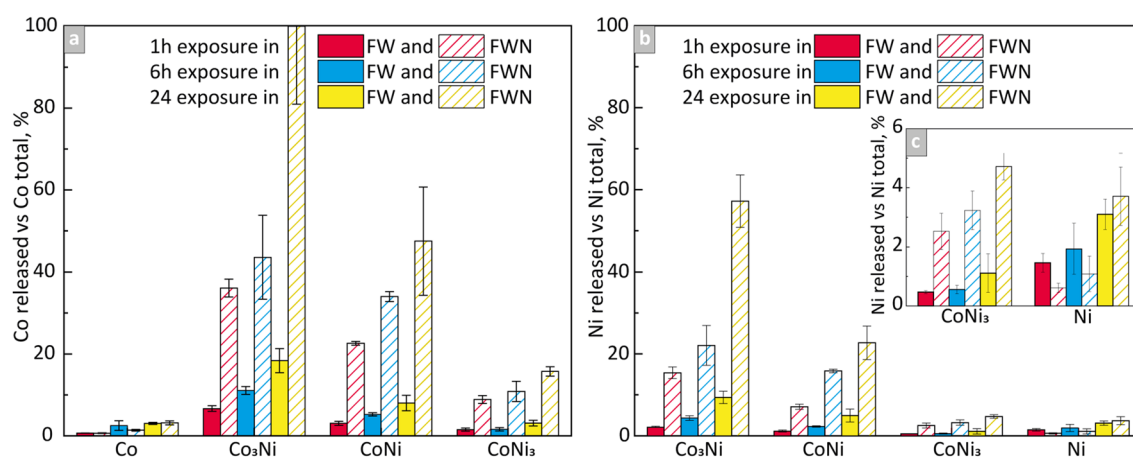 a
1h exposure in FW and FWN
6h exposure in FW and FWN
24 exposure in FW and FWN
Co released vs Co total, %
100
80
60
40
20
0
Co Co₃Ni CoNi CoNi₃
b
1h exposure in FW and FWN
6h exposure in FW and FWN
24 exposure in FW and FWN
Ni released vs Ni total, %
100
80
60
40
20
0
Co₃Ni CoNi CoNi₃ Ni
c
Ni released vs Ni total, %
6
4
2
0
CoNi₃ Ni